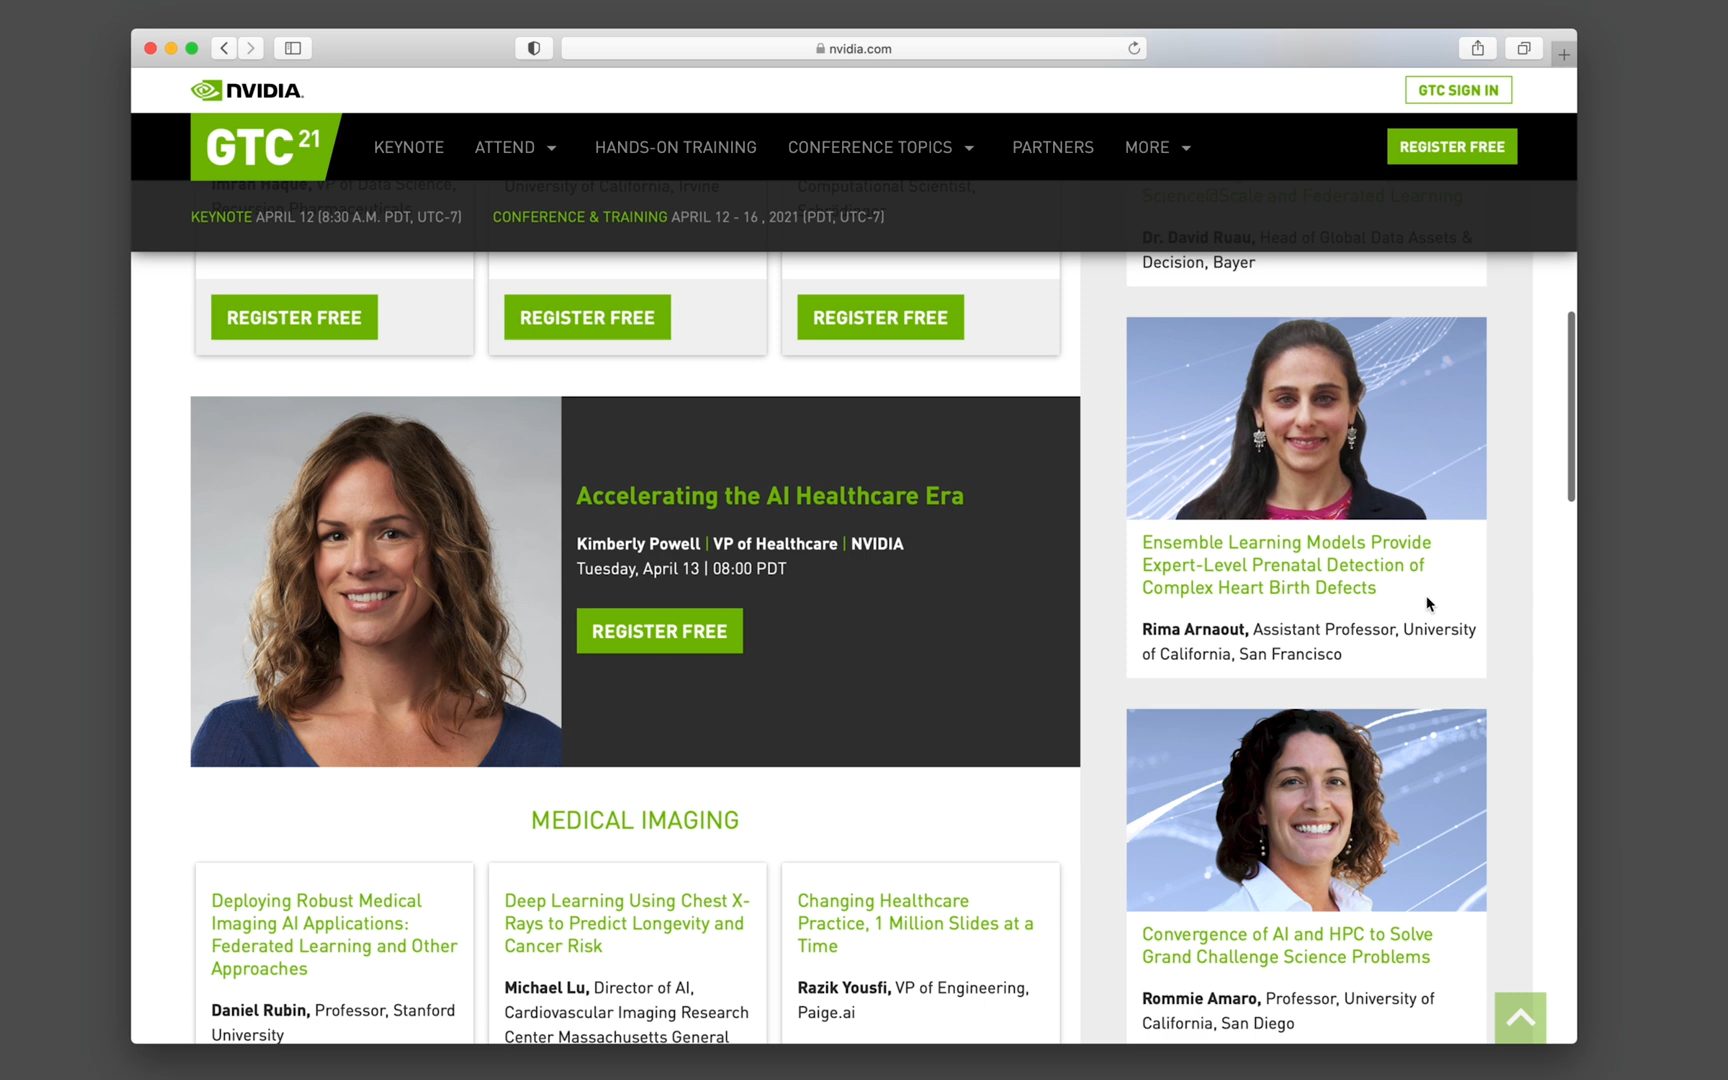 nvidia.com
NVIDIA.
GTC SIGN IN
GTC 21
KEYNOTE
ATTEND
HANDS-ON TRAINING
CONFERENCE TOPICS
PARTNERS
MORE
REGISTER FREE
Imran Haque, VP of Data Science,
Recursion Pharmaceuticals
University of California, Irvine
Computational Scientist,
KEYNOTE APRIL 12 (8:30 A.M. PDT, UTC-7)
CONFERENCE & TRAINING APRIL 12 - 16 , 2021 (PDT, UTC-7)
Science@Scale and Federated Learning
Dr. David Ruau, Head of Global Data Assets &
Decision, Bayer
REGISTER FREE
REGISTER FREE
REGISTER FREE
Accelerating the AI Healthcare Era
Kimberly Powell | VP of Healthcare | NVIDIA
Tuesday, April 13 | 08:00 PDT
REGISTER FREE
Ensemble Learning Models Provide
Expert-Level Prenatal Detection of
Complex Heart Birth Defects
Rima Arnaout, Assistant Professor, University
of California, San Francisco
MEDICAL IMAGING
Deploying Robust Medical
Imaging AI Applications:
Federated Learning and Other
Approaches
Daniel Rubin, Professor, Stanford
University
Deep Learning Using Chest X-
Rays to Predict Longevity and
Cancer Risk
Michael Lu, Director of AI,
Cardiovascular Imaging Research
Center Massachusetts General
Changing Healthcare
Practice, 1 Million Slides at a
Time
Razik Yousfi, VP of Engineering,
Paige.ai
Convergence of AI and HPC to Solve
Grand Challenge Science Problems
Rommie Amaro, Professor, University of
California, San Diego